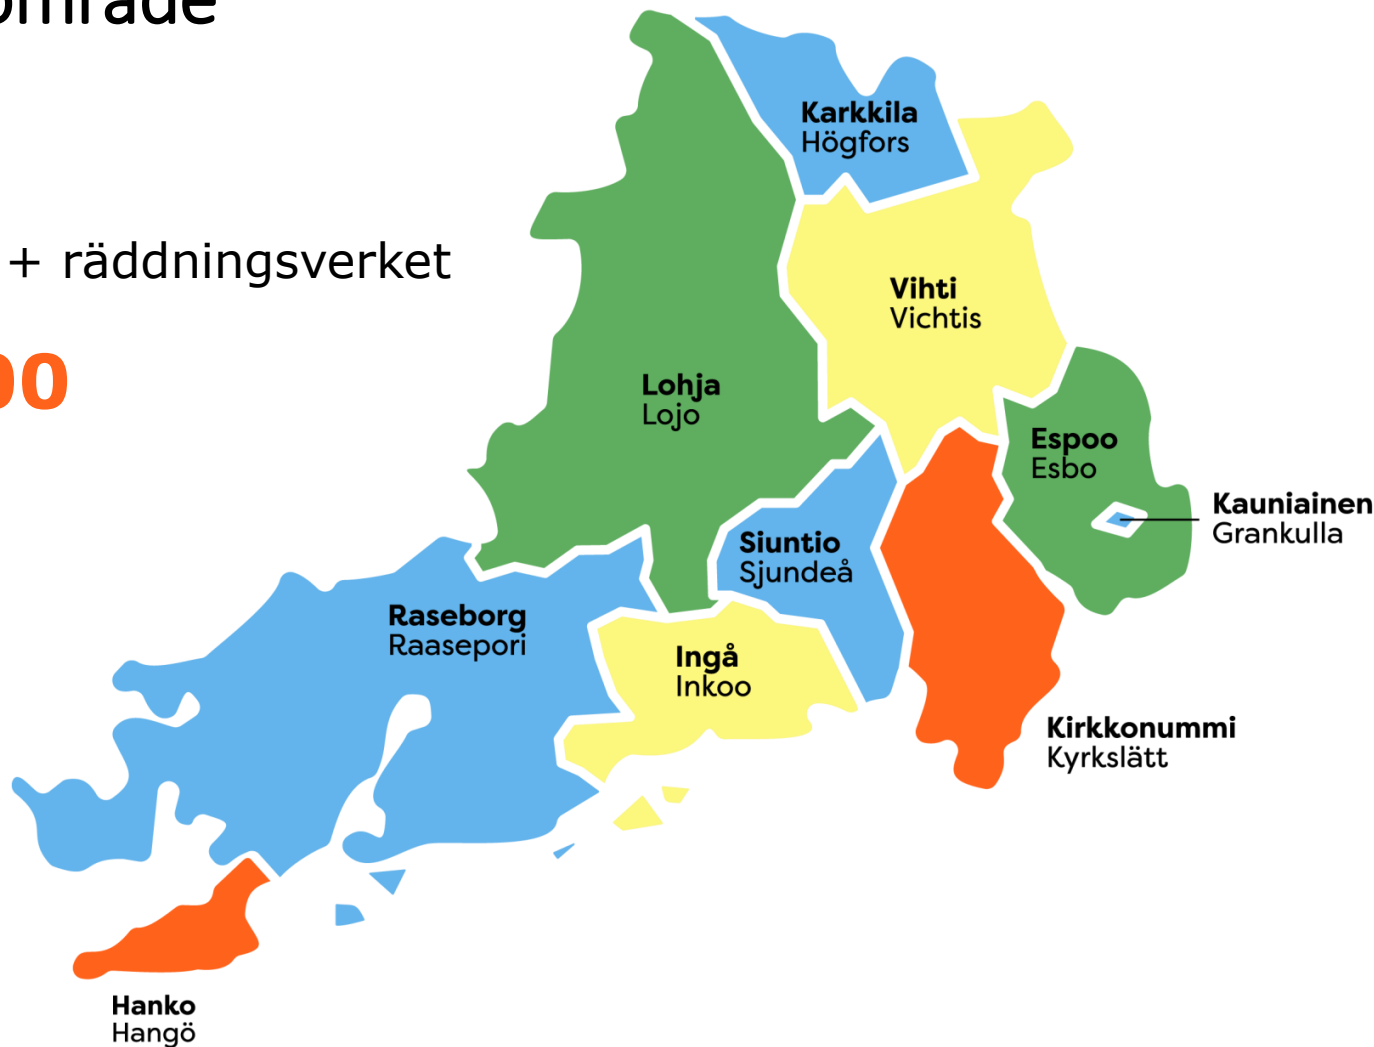 område
+ räddningsverket
00
Karkkila
Högfors
Vihti
Vichtis
Lohja
Lojo
Espoo
Esbo
Kauniainen
Grankulla
Siuntio
Sjundeå
Raseborg
Raasepori
Ingå
Inkoo
Kirkkonummi
Kyrkslätt
Hanko
Hangö